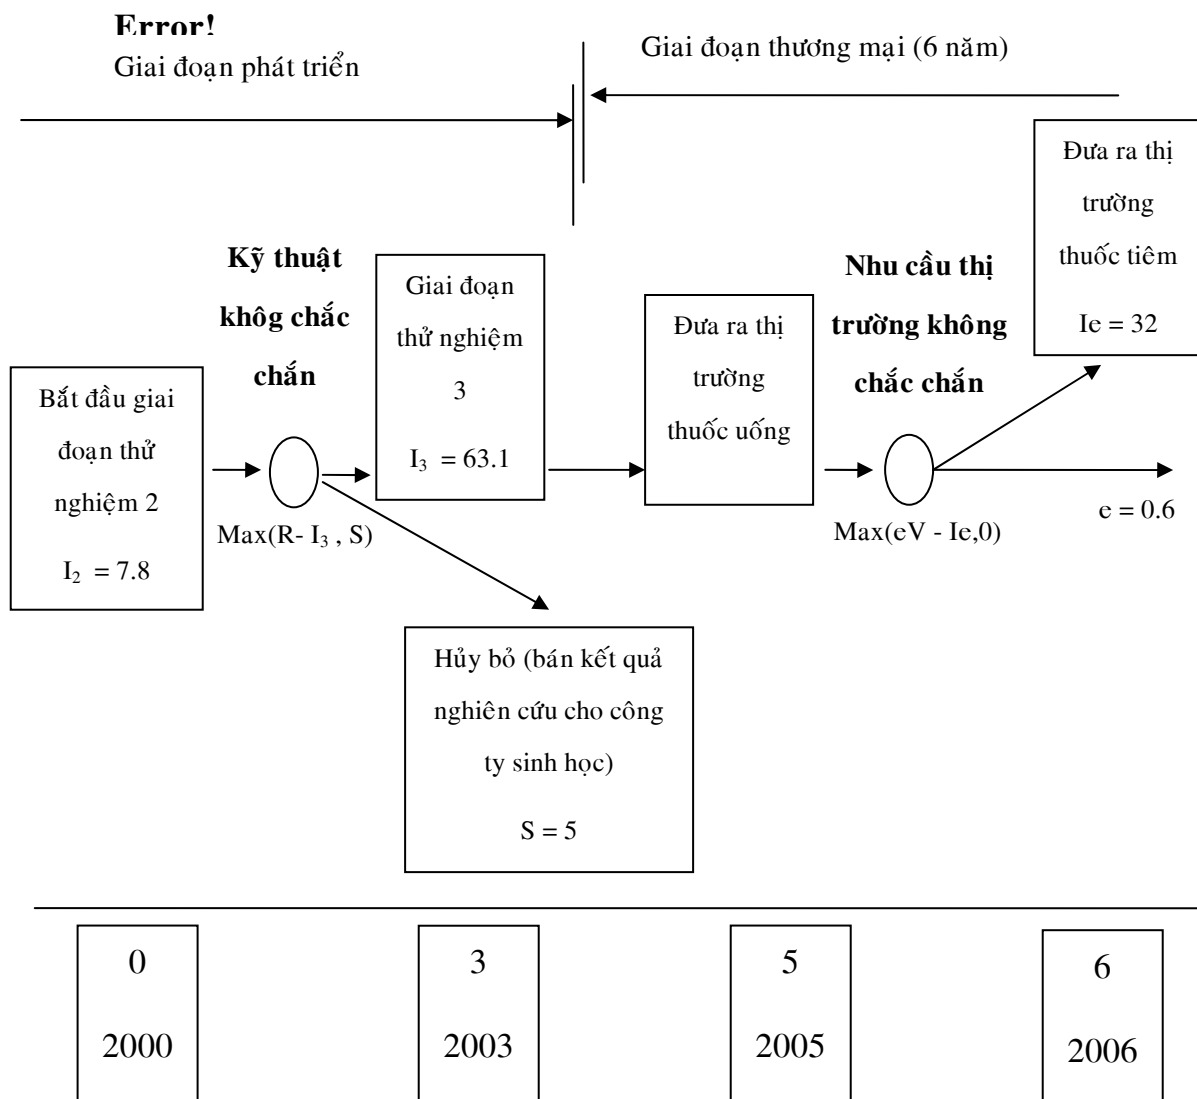 Error!
Giai đoạn phát triển
Giai đoạn thương mại (6 năm)
Đưa ra thị
trường
thuốc tiêm
Ie = 32
Kỹ thuật
khôg chắc
chắn
Giai đoạn
thử nghiệm
3
I₃ = 63.1
Đưa ra thị
trường
thuốc uống
Nhu cầu thị
trường không
chắc chắn
Bắt đầu giai
đoạn thử
nghiệm 2
I₂ = 7.8
Max(R- I₃ , S)
Max(eV - Ie,0)
e = 0.6
Hủy bỏ (bán kết quả
nghiên cứu cho công
ty sinh học)
S = 5
0
2000
3
2003
5
2005
6
2006